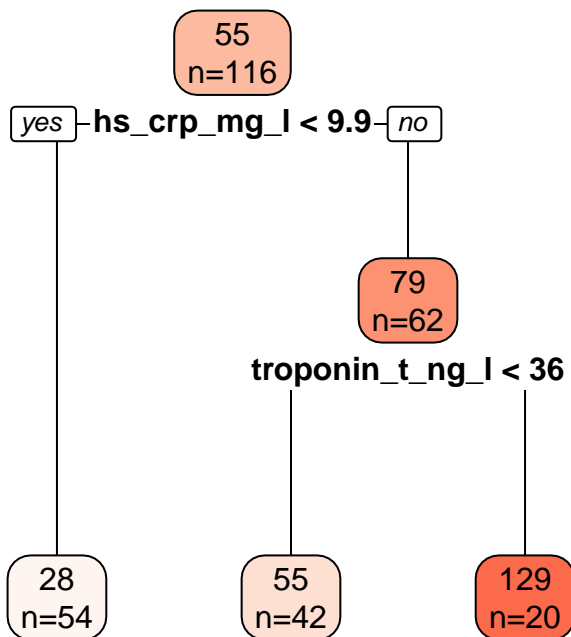 55
n=116
yes hs_crp_mg_l < 9.9 no
79
n=62
troponin_t_ng_l < 36
28
n=54
55
n=42
129
n=20